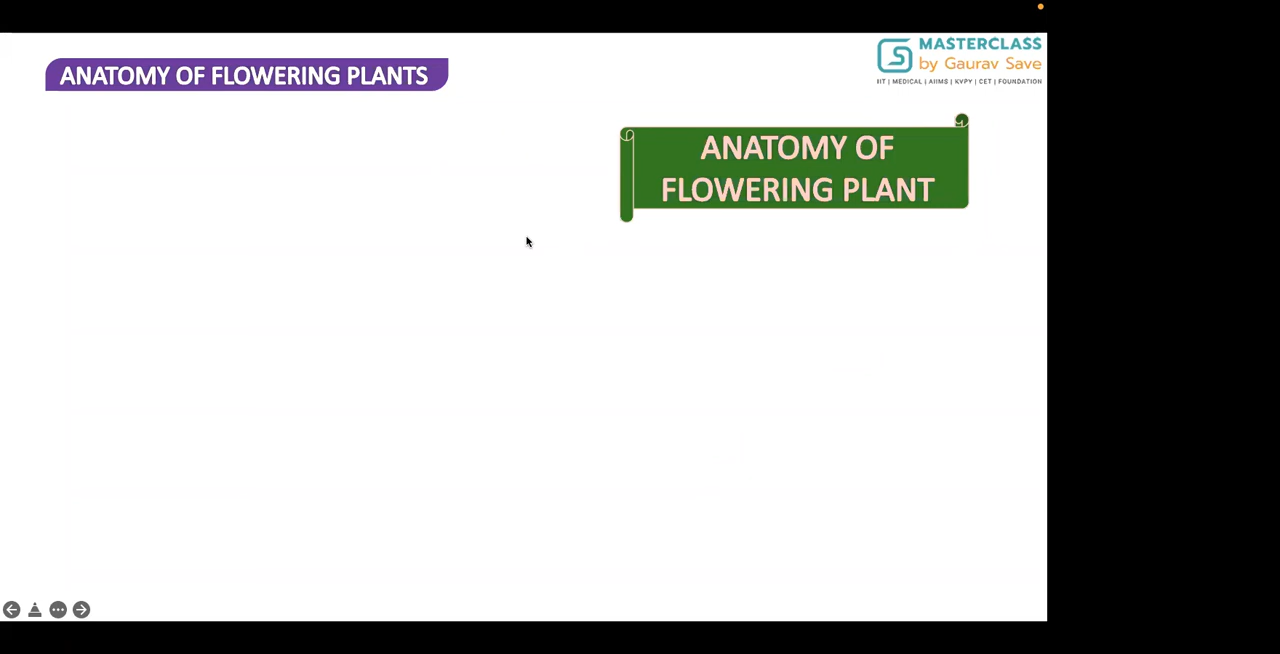 ANATOMY OF FLOWERING PLANTS
MASTERCLASS
by Gaurav Save
IIT | MEDICAL | AIIMS | KVPY | CET | FOUNDATION
ANATOMY OF
FLOWERING PLANT